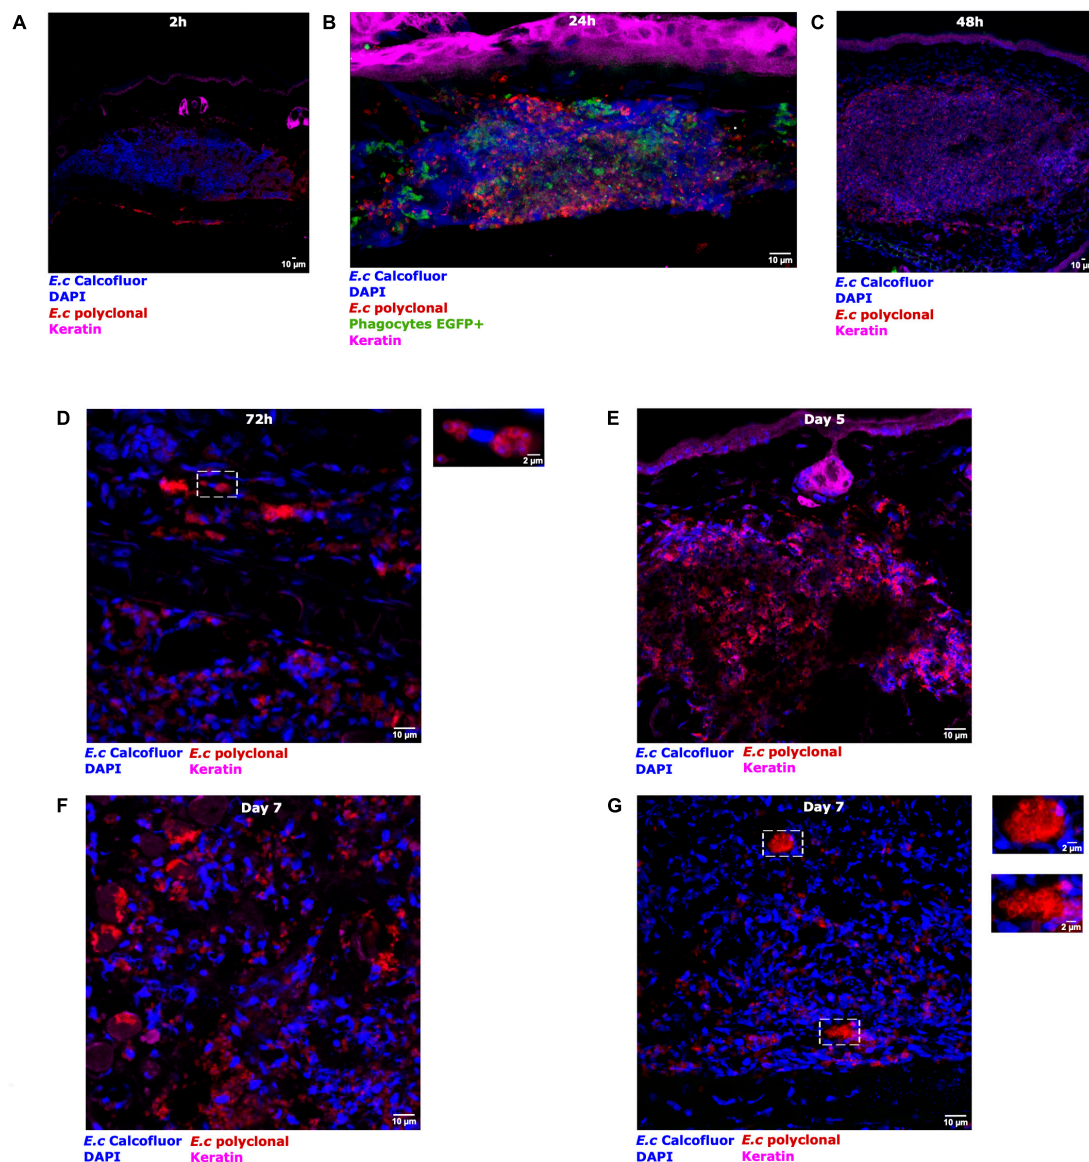 A
2h
10 µm
E.c Calcofluor
DAPI
E.c polyclonal
Keratin
B
24h
10 µm
E.c Calcofluor
DAPI
E.c polyclonal
Phagocytes EGFP+
Keratin
C
48h
10 µ
E.c Calcofluor
DAPI
E.c polyclonal
Keratin
D
72h
2 µm
10 µm
E.c Calcofluor E.c polyclonal
DAPI Keratin
E
Day 5
10 µm
E.c Calcofluor E.c polyclonal
DAPI Keratin
F
Day 7
10 µm
E.c Calcofluor E.c polyclonal
DAPI Keratin
G
Day 7
2 µm
2 µm
10 µm
E.c Calcofluor E.c polyclonal
DAPI Keratin